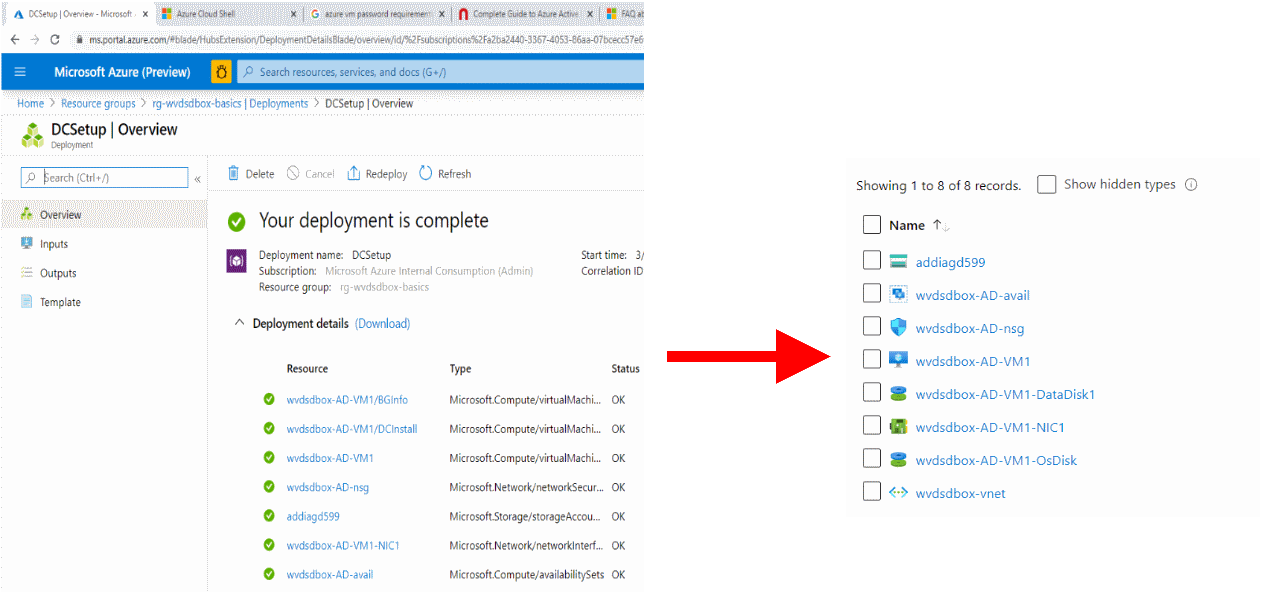 DCSetup | Overview - Microsoft
Azure Cloud Shell
azure vm password requirement
Complete Guide to Azure Active
FAQ ab
ms.portal.azure.com/#blade/HubsExtension/DeploymentDetailsBlade/overview/id/%2Fsubscriptions%2Fa2ba2440-3367-4053-86aa-07bcecc57e6
Microsoft Azure (Preview)
Search resources, services, and docs (G+/)
Home > Resource groups > rg-wvdsdbox-basics | Deployments > DCSetup | Overview
DCSetup | Overview
Deployment
Search (Ctrl+/)
«
Overview
Inputs
Outputs
Template
Delete
Cancel
Redeploy
Refresh
Your deployment is complete
Deployment name: DCSetup
Subscription: Microsoft Azure Internal Consumption (Admin)
Resource group: rg-wvdsdbox-basics
Start time: 3/
Correlation ID
Deployment details (Download)
Resource Type Status
wvdsdbox-AD-VM1/BGInfo Microsoft.Compute/virtualMachi... OK
wvdsdbox-AD-VM1/DCInstall Microsoft.Compute/virtualMachi... OK
wvdsdbox-AD-VM1 Microsoft.Compute/virtualMachi... OK
wvdsdbox-AD-nsg Microsoft.Network/networkSecur... OK
addiagd599 Microsoft.Storage/storageAccou... OK
wvdsdbox-AD-VM1-NIC1 Microsoft.Network/networkInterf... OK
wvdsdbox-AD-avail Microsoft.Compute/availabilitySets OK
Showing 1 to 8 of 8 records.
Show hidden types
Name ↑↓
addiagd599
wvdsdbox-AD-avail
wvdsdbox-AD-nsg
wvdsdbox-AD-VM1
wvdsdbox-AD-VM1-DataDisk1
wvdsdbox-AD-VM1-NIC1
wvdsdbox-AD-VM1-OsDisk
wvdsdbox-vnet